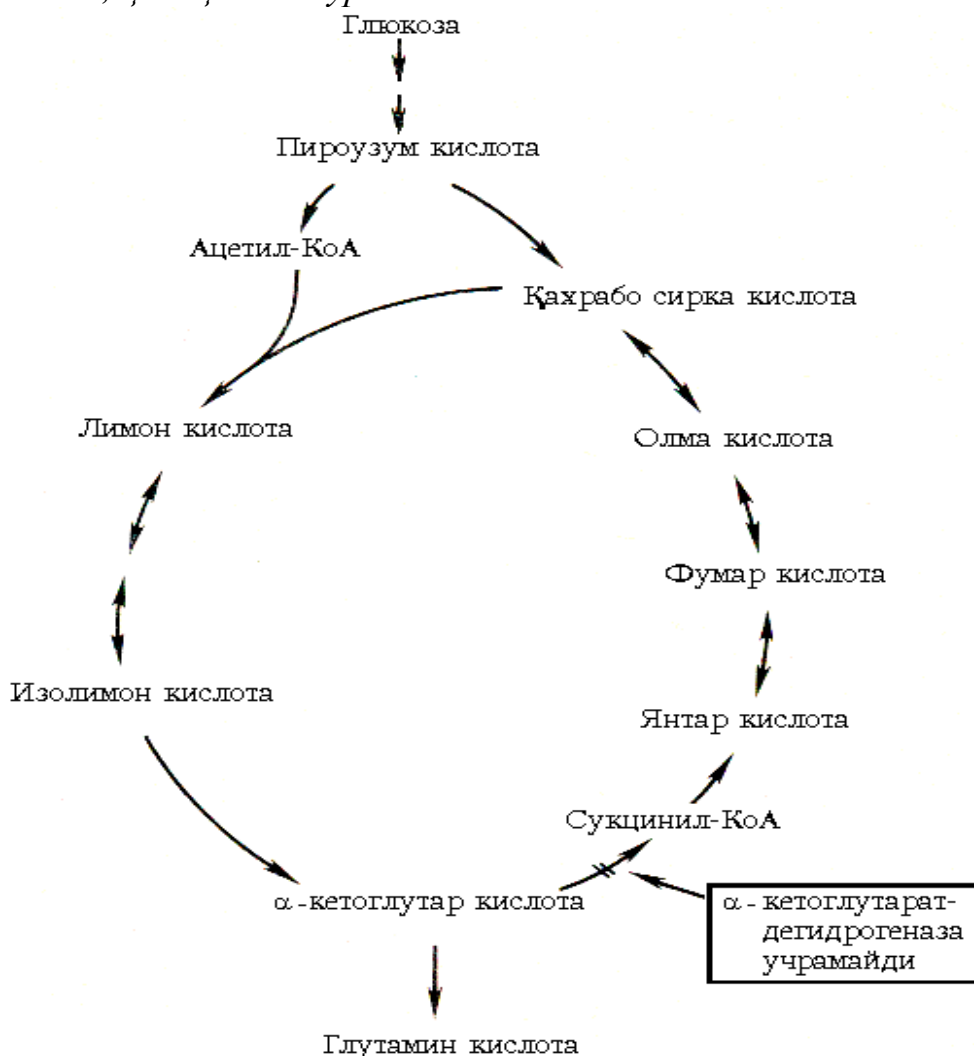 Глюкоза
Пироузум кислота
Ацетил-КоА
Қахрабо сирка кислота
Лимон кислота
Олма кислота
Фумар кислота
Изолимон кислота
Янтар кислота
Сукцинил-КоА
α-кетоглутар кислота
α- кетоглутарат-
дегидрогеназа
учрамайди
Глутамин кислота